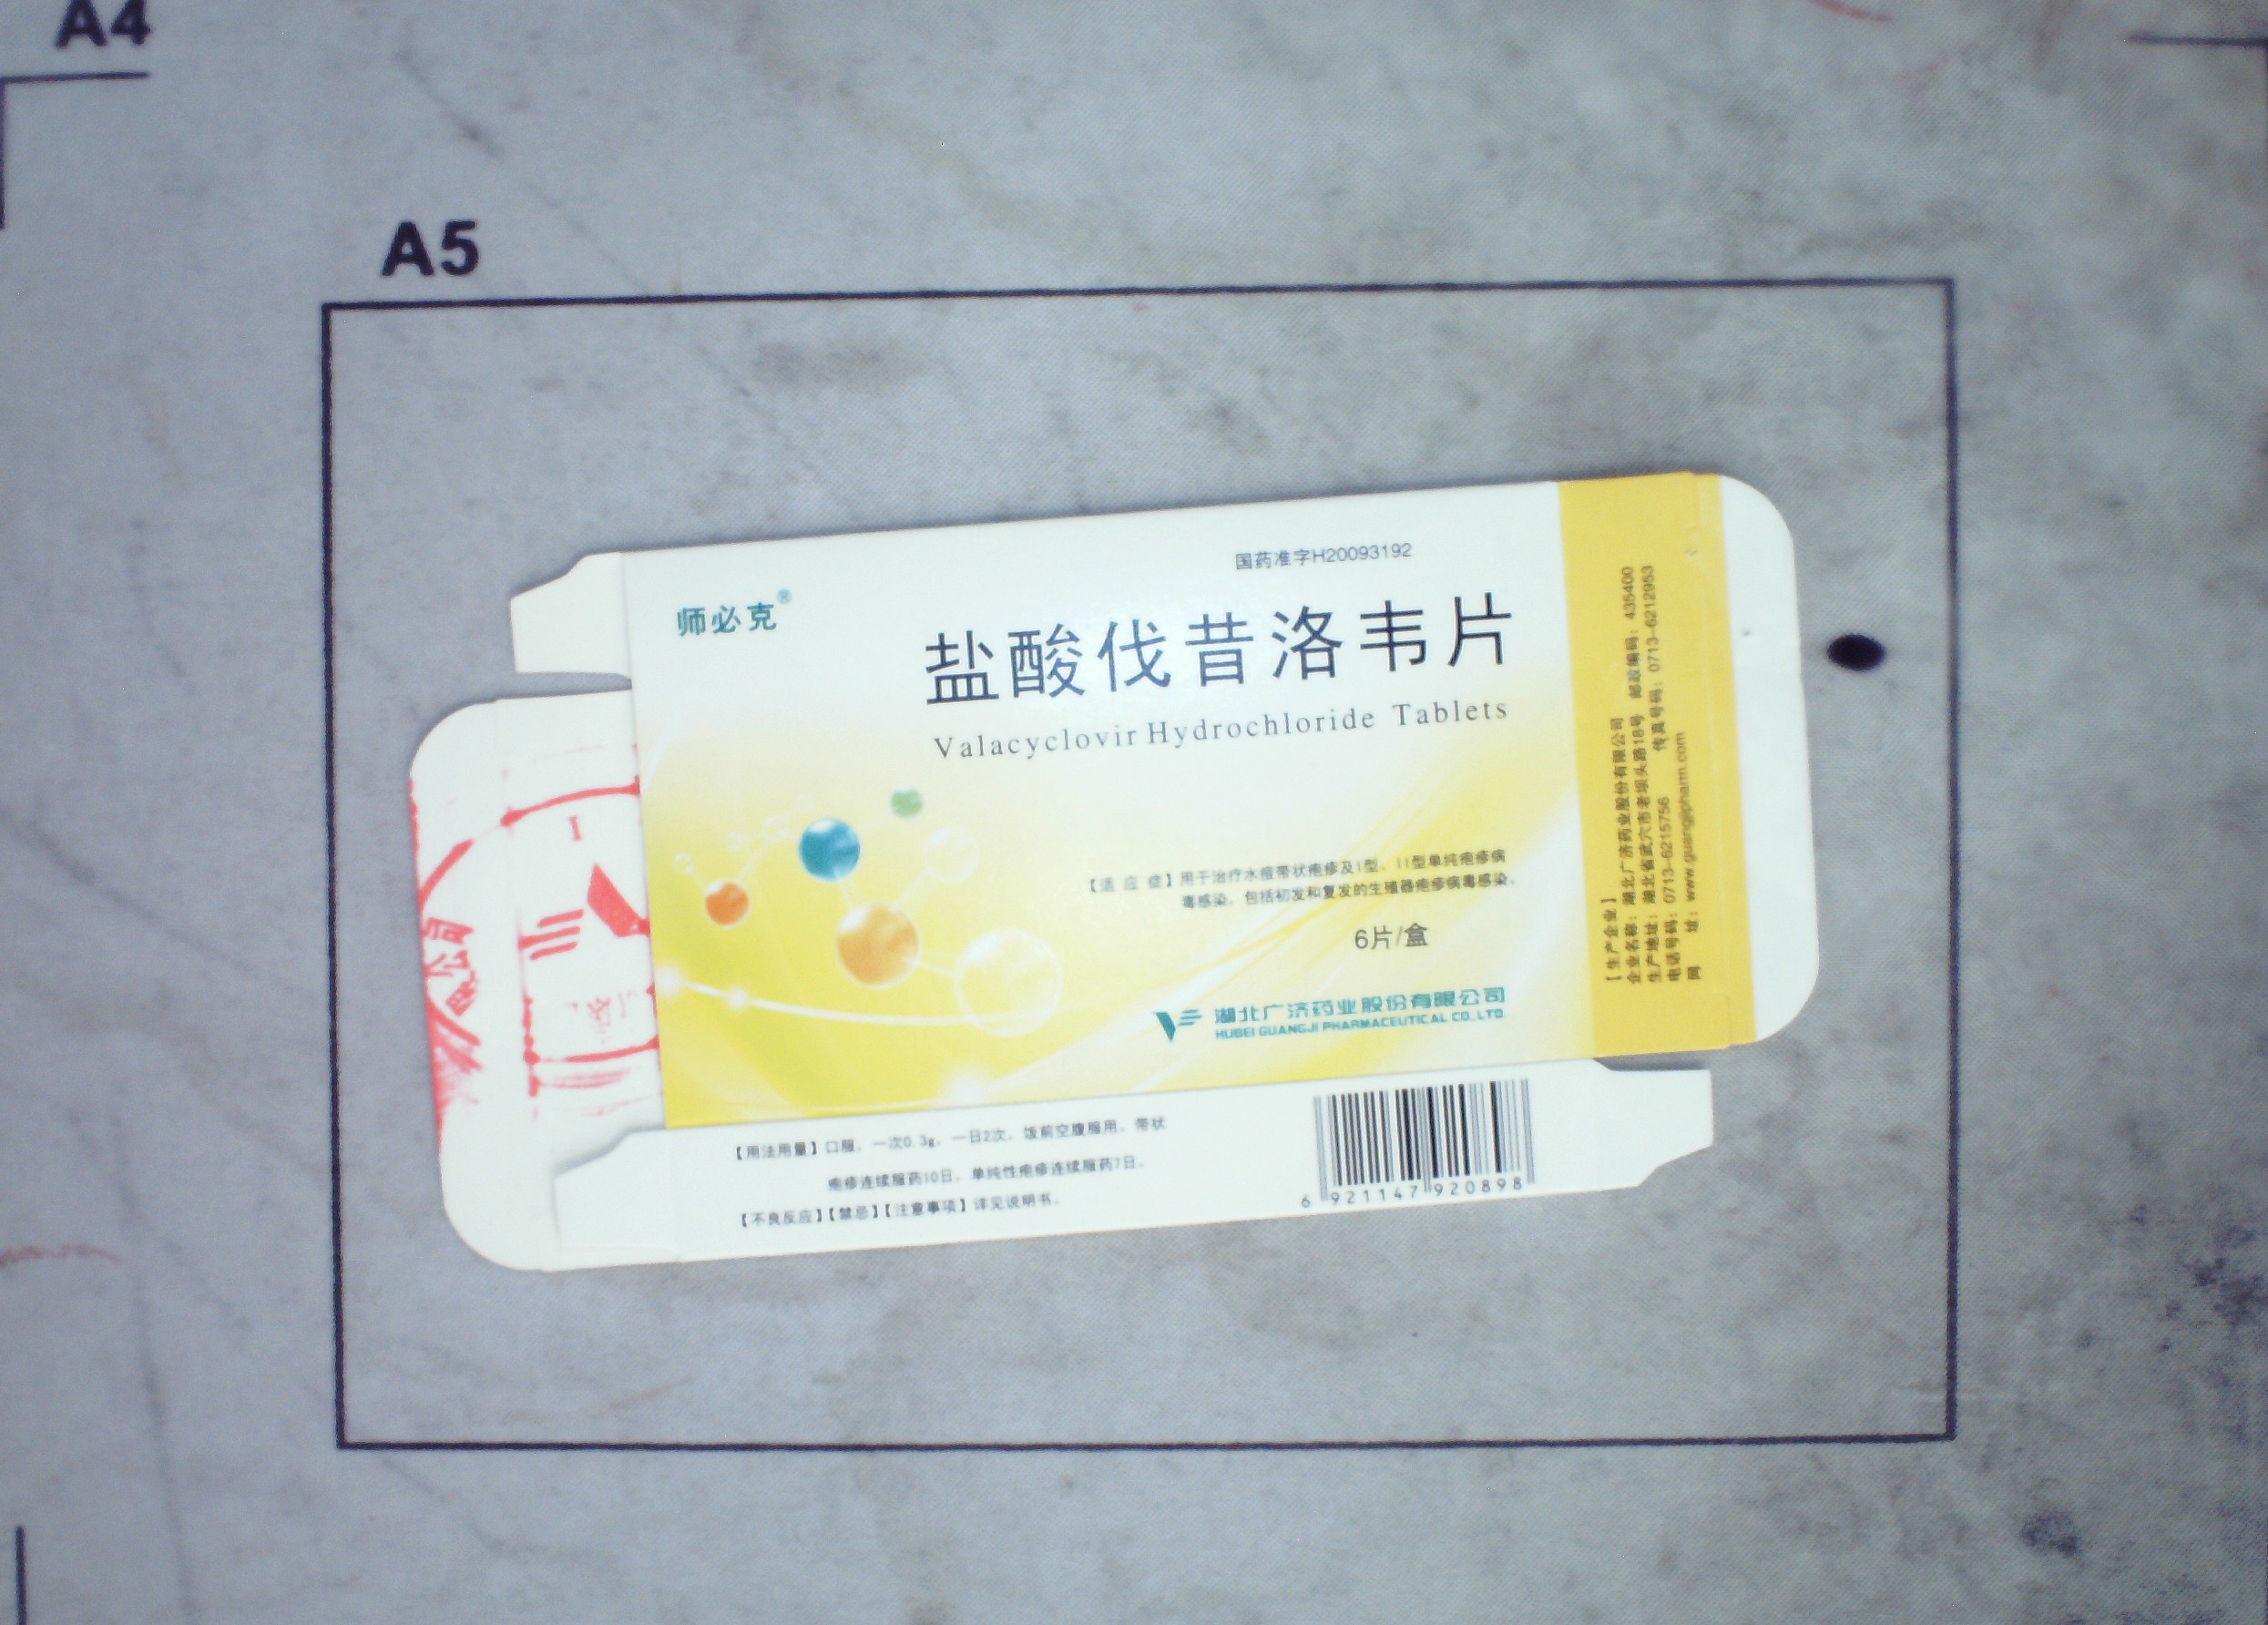 A4
A5
国药准字H20093192
师必克®
盐酸伐昔洛韦片
Valacyclovir Hydrochloride Tablets
【适 应 症】用于治疗水痘带状疱疹及I型、II型单纯疱疹病
毒感染，包括初发和复发的生殖器疱疹病毒感染。
6片/盒
湖北广济药业股份有限公司
HUBEI GUANGJI PHARMACEUTICAL CO.,LTD.
【用法用量】口服，一次0.3g，一日2次，饭前空腹服用。带状
疱疹连续服药10日，单纯性疱疹连续服药7日。
【不良反应】【禁忌】【注意事项】详见说明书。
6 921147 920898
【生产企业】
企业名称：湖北广济药业股份有限公司
生产地址：湖北省武穴市老坝头路18号 邮政编码：435400
电话号码：0713-6215756 传真号码：0713-6212953
网 址：www.guangjipharm.com
公司